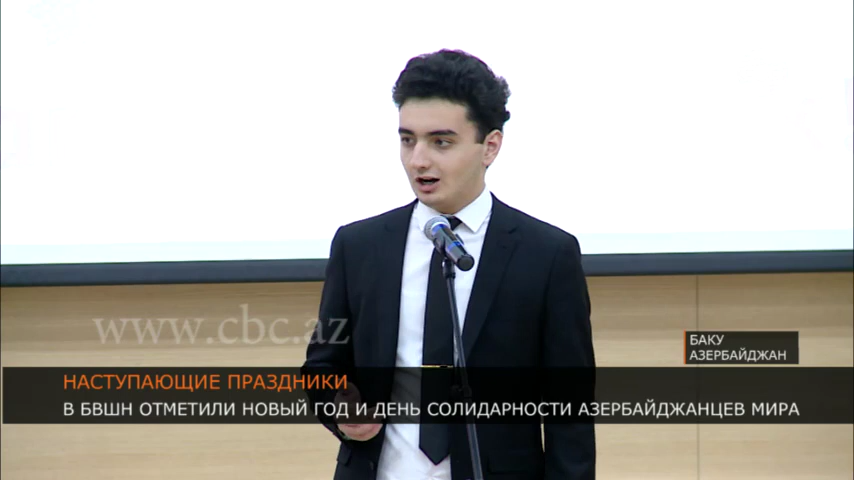 www.cbc.az
БАКУ
АЗЕРБАЙДЖАН
НАСТУПАЮЩИЕ ПРАЗДНИКИ
В БВШН ОТМЕТИЛИ НОВЫЙ ГОД И ДЕНЬ СОЛИДАРНОСТИ АЗЕРБАЙДЖАНЦЕВ МИРА